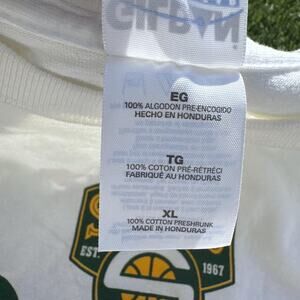 EG
100% ALGODON PRE-ENCOGIDO
HECHO EN HONDURAS
TG
100% COTON PRÉ-RÉTRÉCI
FABRIQUÉ AU HONDURAS
XL
100% COTTON PRESHRUNK
MADE IN HONDURAS
EST.
1967